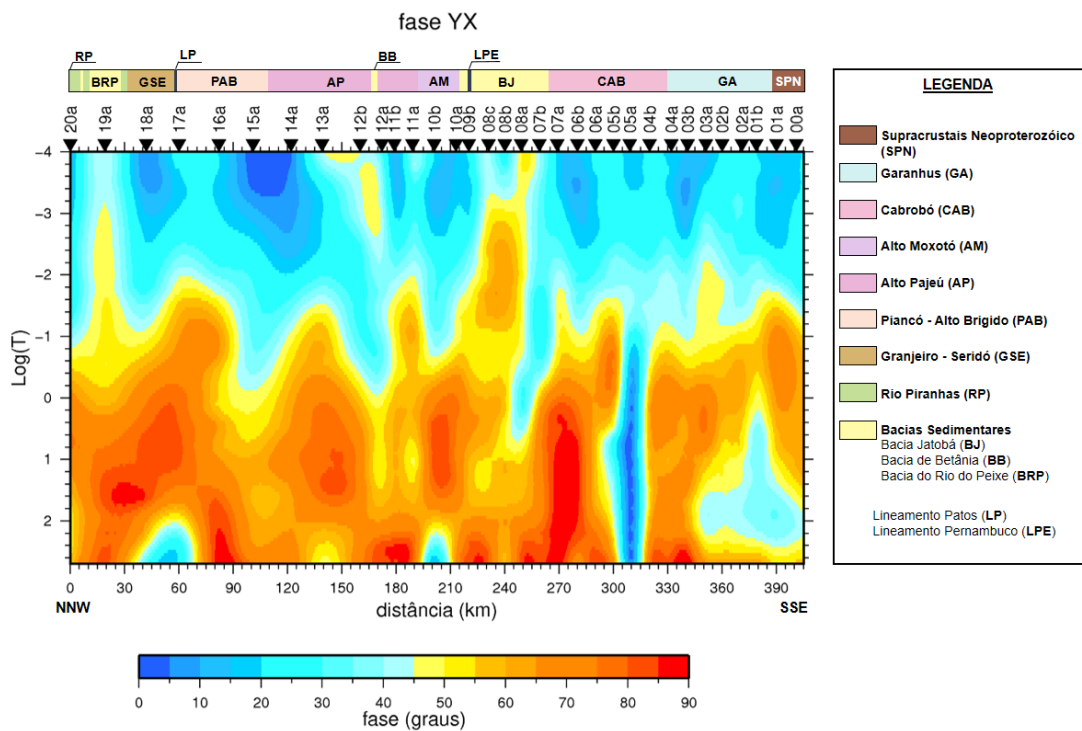 fase YX
RP LP BB LPE
BRP GSE PAB AP AM BJ CAB GA SPN
20a 19a 18a 17a 16a 15a 14a 13a 12b 12a 11b 11a 10b 10a 09b 08c 08b 08a 07b 07a 06b 06a 05b 05a 04b 04a 03b 03a 02b 02a 01b 01a 00a
-4
-3
-2
-1
0
1
2
Log(T)
0 30 60 90 120 150 180 210 240 270 300 330 360 390
NNW distância (km) SSE
0 10 20 30 40 50 60 70 80 90
fase (graus)
LEGENDA
Supracrustais Neoproterozóico
(SPN)
Garanhus (GA)
Cabrobó (CAB)
Alto Moxotó (AM)
Alto Pajeú (AP)
Piancó - Alto Brigido (PAB)
Granjeiro - Seridó (GSE)
Rio Piranhas (RP)
Bacias Sedimentares
Bacia Jatobá (BJ)
Bacia de Betânia (BB)
Bacia do Rio do Peixe (BRP)
Lineamento Patos (LP)
Lineamento Pernambuco (LPE)